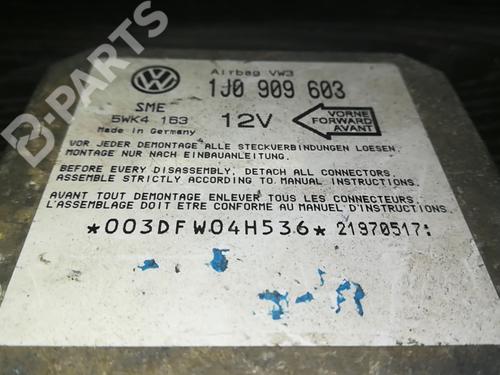 B-PARTS
Airbag VW3
1J0 909 603
SME
5WK4 163
12V
VORNE
FORWARD
AVANT
Made in Germany
VOR JEDER DEMONTAGE ALLE STECKVERBINDUNGEN LOESEN.
MONTAGE NUR NACH EINBAUANLEITUNG.
BEFORE EVERY DISASSEMBLY, DETACH ALL CONNECTORS
ASSEMBLE STRICTLY ACCORDING TO MANUAL INSTRUCTIONS.
AVANT TOUT DEMONTAGE ENLEVER TOUS LES CONNECTEURS.
L'ASSEMBLAGE DOIT ETRE CONFORME AU MANUEL D'INSTRUCTIONS.
*003DFW04H536* 21970517: